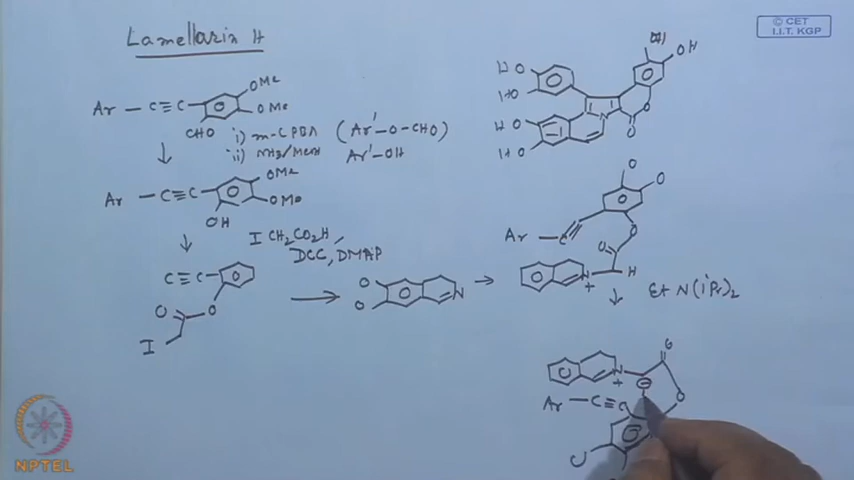 Lamellarin H
© CET
I.I.T. KGP
OH
OH
HO
HO
HO
HO
N
O
O
Ar — C≡C
OMe
OMe
CHO
i) m-CPBA (Ar'-O-CHO)
ii) NH3/MeOH Ar'-OH
Ar — C≡C
OMe
OMe
OH
I CH2CO2H,
DCC, DMAP
C≡C
O
O
I
O
O
N
O
O
O
Ar — C
O
N
+
H
Et N(iPr)2
N
+
O
⊖
O
Ar — C≡C
O
NPTEL